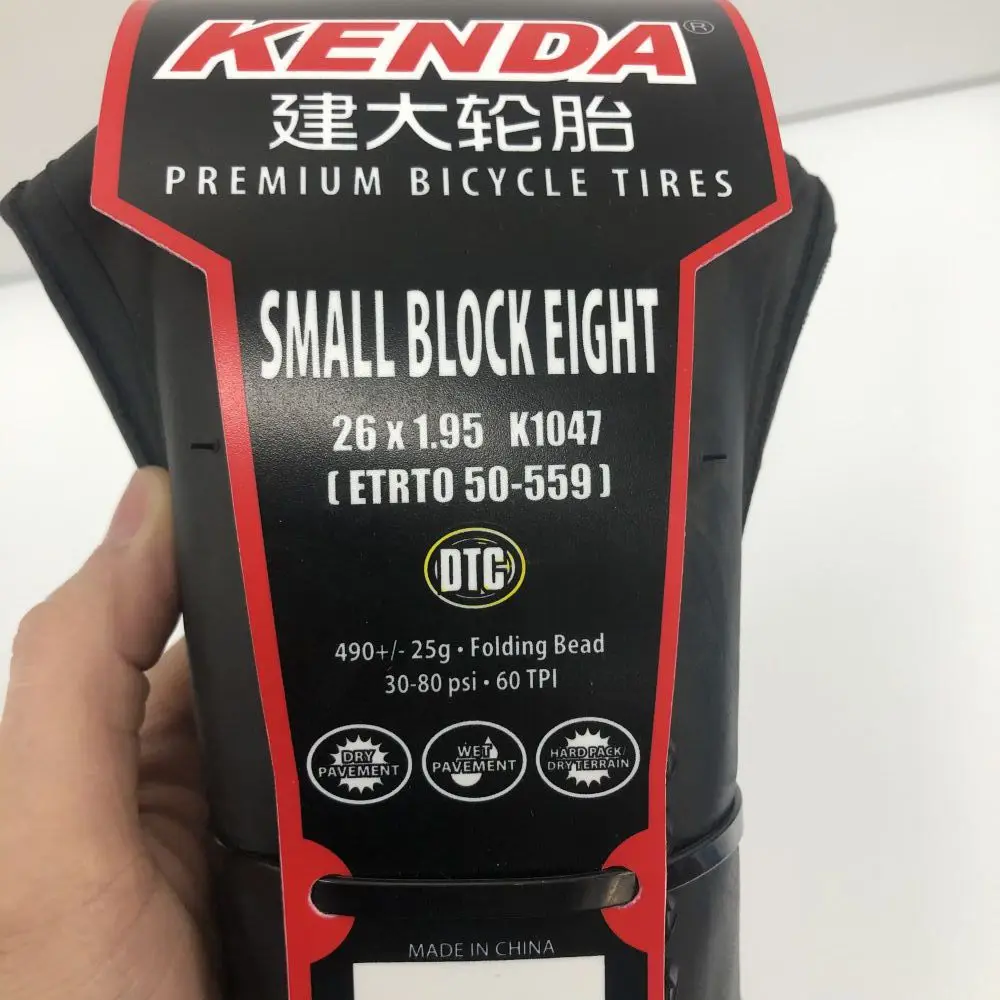 KENDA®
建大轮胎
PREMIUM BICYCLE TIRES
SMALL BLOCK EIGHT
26 x 1.95 K1047
( ETRTO 50-559 )
DTC
490+/- 25g • Folding Bead
30-80 psi • 60 TPI
DRY PAVEMENT
WET PAVEMENT
HARD PACK/ DRY TERRAIN
MADE IN CHINA